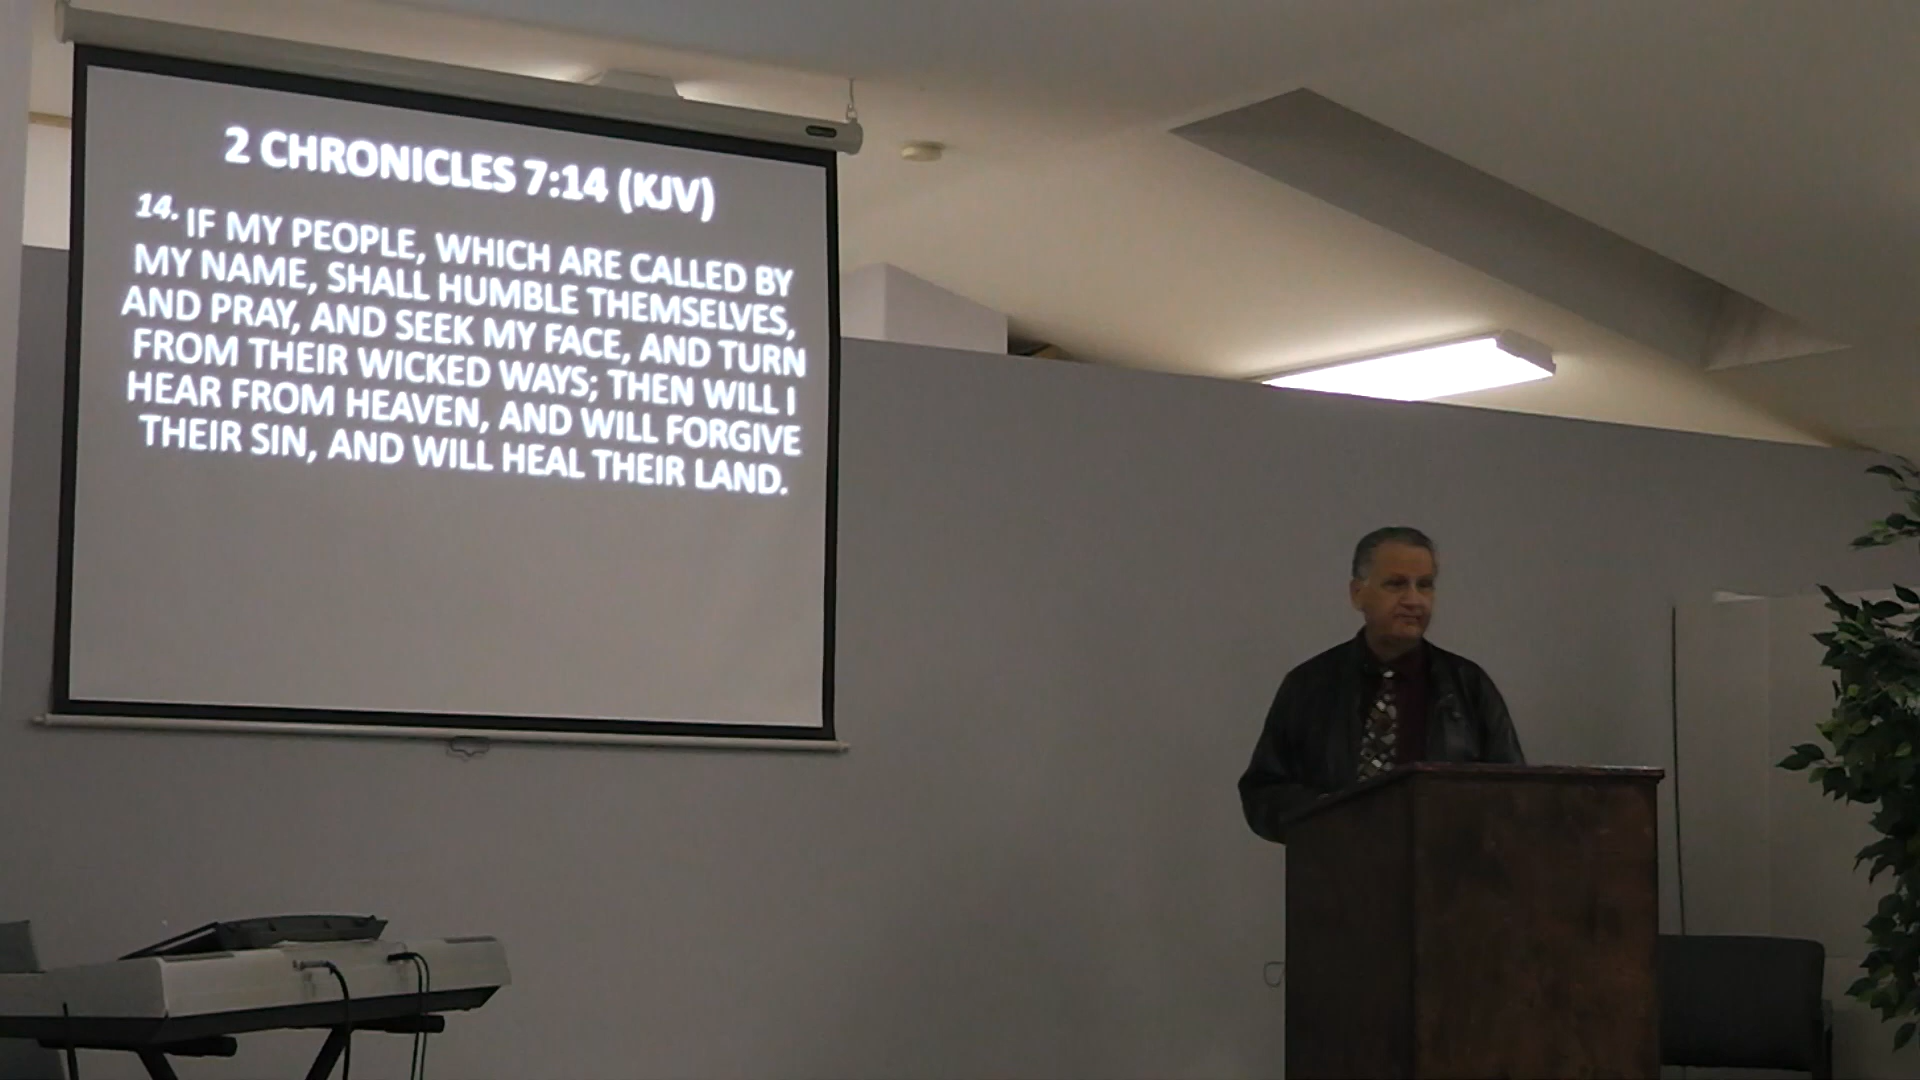 2 CHRONICLES 7:14 (KJV)
14. IF MY PEOPLE, WHICH ARE CALLED BY
MY NAME, SHALL HUMBLE THEMSELVES,
AND PRAY, AND SEEK MY FACE, AND TURN
FROM THEIR WICKED WAYS; THEN WILL I
HEAR FROM HEAVEN, AND WILL FORGIVE
THEIR SIN, AND WILL HEAL THEIR LAND.